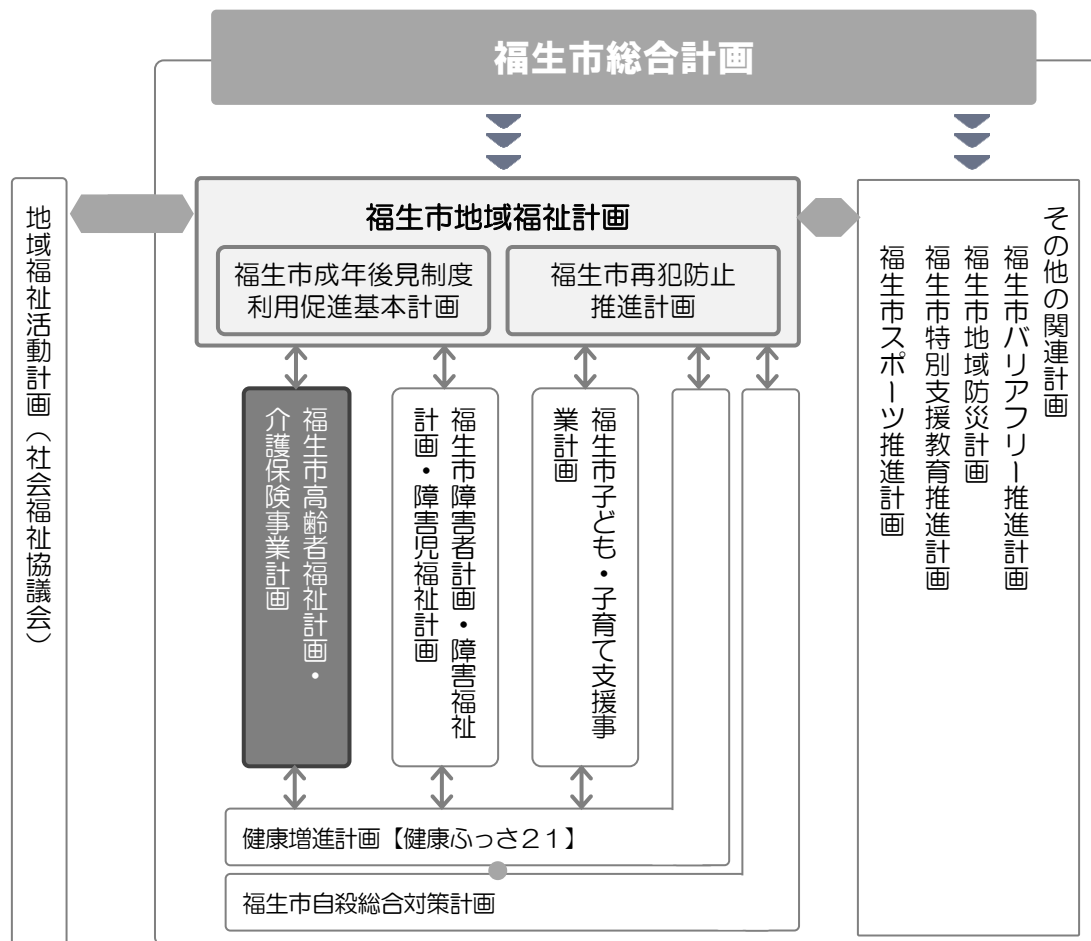 福生市総合計画
地域福祉活動計画（社会福祉協議会）
福生市地域福祉計画
福生市成年後見制度
利用促進基本計画
福生市再犯防止
推進計画
福生市高齢者福祉計画・
介護保険事業計画
福生市障害者計画・障害福祉
計画・障害児福祉計画
福生市子ども・子育て支援事
業計画
健康増進計画【健康ふっさ２１】
福生市自殺総合対策計画
その他の関連計画
福生市バリアフリー推進計画
福生市地域防災計画
福生市特別支援教育推進計画
福生市スポーツ推進計画